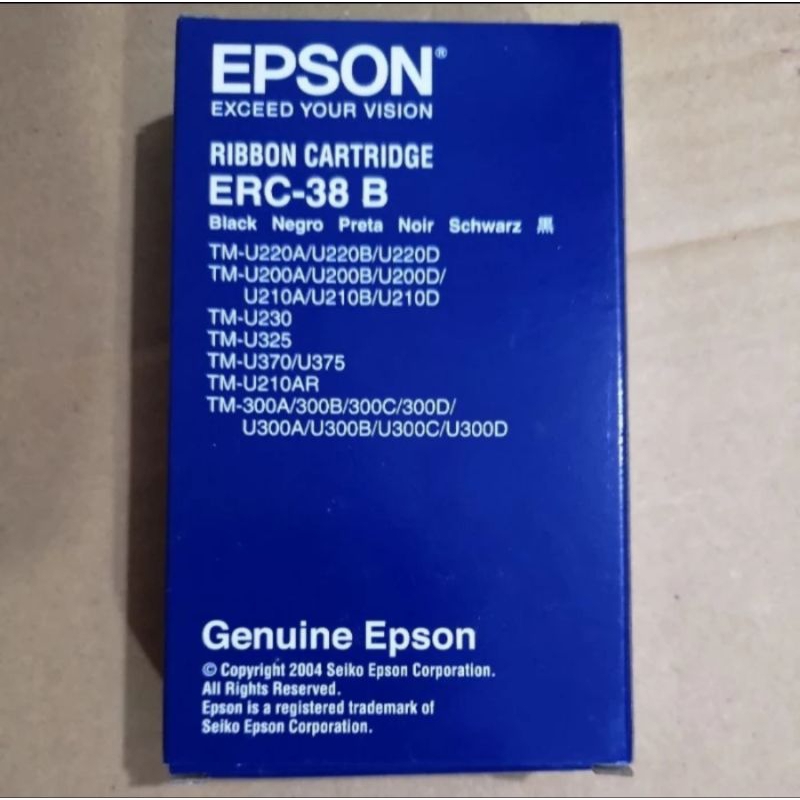 EPSON®
EXCEED YOUR VISION
RIBBON CARTRIDGE
ERC-38 B
Black Negro Preta Noir Schwarz 黒
TM-U220A/U220B/U220D
TM-U200A/U200B/U200D/
U210A/U210B/U210D
TM-U230
TM-U325
TM-U370/U375
TM-U210AR
TM-300A/300B/300C/300D/
U300A/U300B/U300C/U300D
Genuine Epson
© Copyright 2004 Seiko Epson Corporation.
All Rights Reserved.
Epson is a registered trademark of
Seiko Epson Corporation.